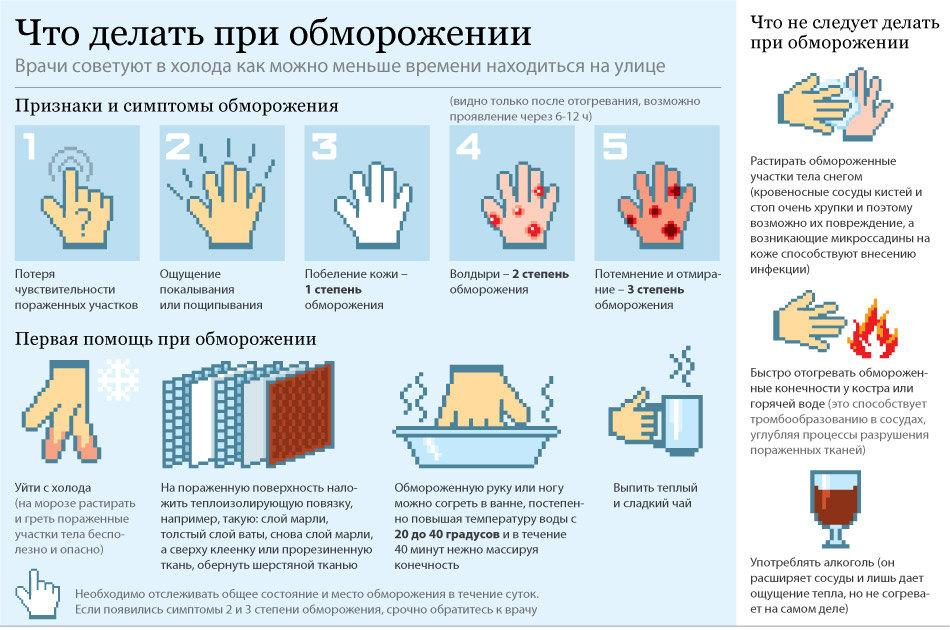 Что делать при обморожении
Врачи советуют в холода как можно меньше времени находиться на улице
Признаки и симптомы обморожения
(видно только после отогревания, возможно
проявление через 6-12 ч)
1
?
Потеря
чувствительности
пораженных участков
2
Ощущение
покалывания
или пощипывания
3
Побеление кожи –
1 степень
обморожения
4
Волдыри – 2 степень
обморожения
5
Потемнение и отмира-
ние – 3 степень
обморожения
Первая помощь при обморожении
Уйти с холода
(на морозе растирать
и греть пораженные
участки тела беспо-
лезно и опасно)
На пораженную поверхность нало-
жить теплоизолирующую повязку,
например, такую: слой марли,
толстый слой ваты, снова слой марли,
а сверху клеенку или прорезиненную
ткань, обернуть шерстяной тканью
Обмороженную руку или ногу
можно согреть в ванне, постепен-
но повышая температуру воды с
20 до 40 градусов и в течение
40 минут нежно массируя
конечность
Выпить теплый
и сладкий чай
Необходимо отслеживать общее состояние и место обморожения в течение суток.
Если появились симптомы 2 и 3 степени обморожения, срочно обратитесь к врачу
Что не следует делать
при обморожении
Растирать обмороженные
участки тела снегом
(кровеносные сосуды кистей и
стоп очень хрупки и поэтому
возможно их повреждение, а
возникающие микроссадины на
коже способствуют внесению
инфекции)
Быстро отогревать обморожен-
ные конечности у костра или
горячей воде (это способствует
тромбообразованию в сосудах,
углубляя процессы разрушения
пораженных тканей)
Употреблять алкоголь (он
расширяет сосуды и лишь дает
ощущение тепла, но не согрева-
ет на самом деле)